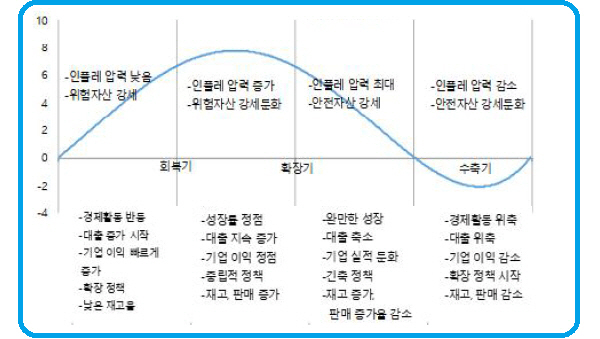 10
8
6
4
2
0
-2
-4
-인플레 압력 낮음
-위험자산 강세
-인플레 압력 증가
-위험자산 강세둔화
-인플레 압력 최대
-안전자산 강세
-인플레 압력 감소
-안전자산 강세둔화
회복기
확장기
수축기
-경제활동 반등
-대출 증가 시작
-기업 이익 빠르게
증가
-확장 정책
-낮은 재고율
-성장률 정점
-대출 지속 증가
-기업 이익 정점
-중립적 정책
-재고, 판매 증가
-완만한 성장
-대출 축소
-기업 실적 둔화
-긴축 정책
-재고 증가,
판매 증가율 감소
-경제활동 위축
-대출 위축
-기업 이익 감소
-확장 정책 시작
-재고, 판매 감소